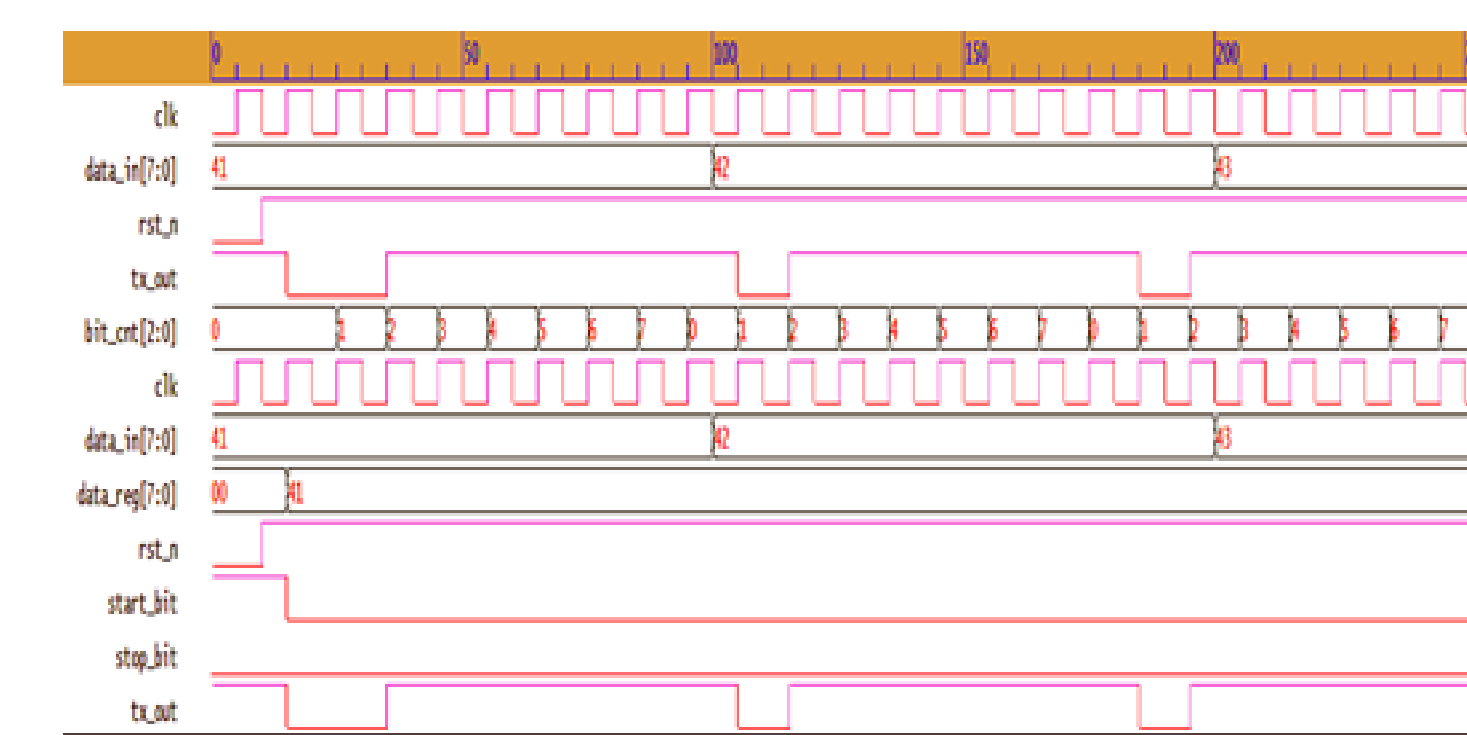 0 50 100 150 200
clk
data_in[7:0] 41 42 43
rst_n
tx_out
bit_cnt[2:0] 0 1 2 3 4 5 6 7 0 1 2 3 4 5 6 7 0 1 2 3 4 5 6 7
clk
data_in[7:0] 41 42 43
data_reg[7:0] 00 41
rst_n
start_bit
stop_bit
tx_out